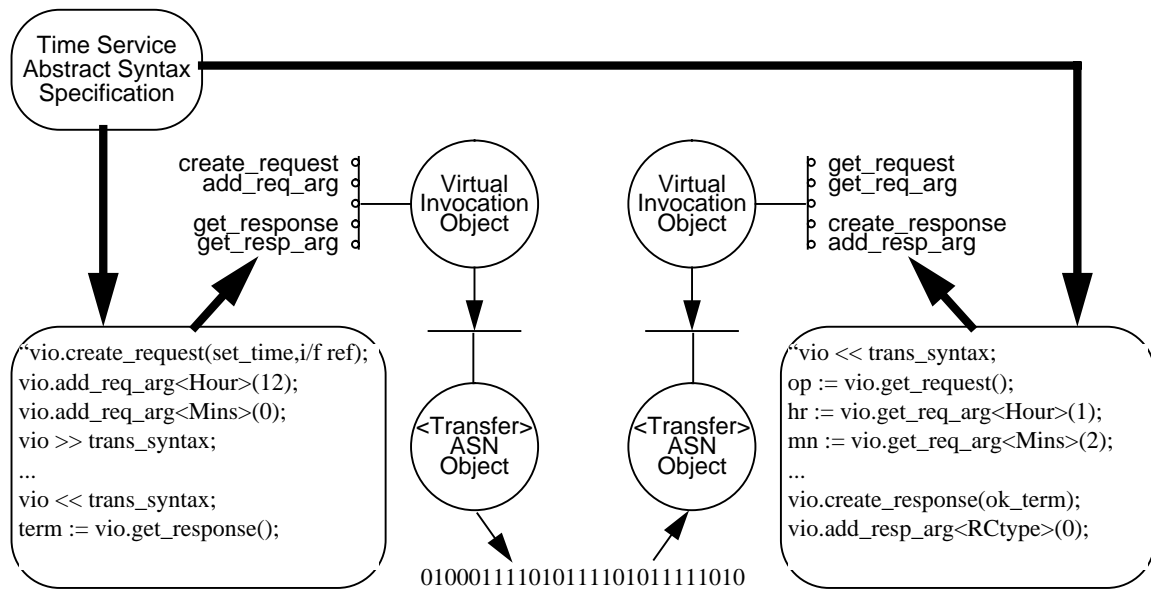 Time Service
Abstract Syntax
Specification
create_request
add_req_arg
get_response
get_resp_arg
Virtual
Invocation
Object
Virtual
Invocation
Object
get_request
get_req_arg
create_response
add_resp_arg
“vio.create_request(set_time,i/f ref);
vio.add_req_arg<Hour>(12);
vio.add_req_arg<Mins>(0);
vio >> trans_syntax;
...
vio << trans_syntax;
term := vio.get_response();
<Transfer>
ASN
Object
<Transfer>
ASN
Object
“vio << trans_syntax;
op := vio.get_request();
hr := vio.get_req_arg<Hour>(1);
mn := vio.get_req_arg<Mins>(2);
...
vio.create_response(ok_term);
vio.add_resp_arg<RCtype>(0);
0100011110101111010111111010